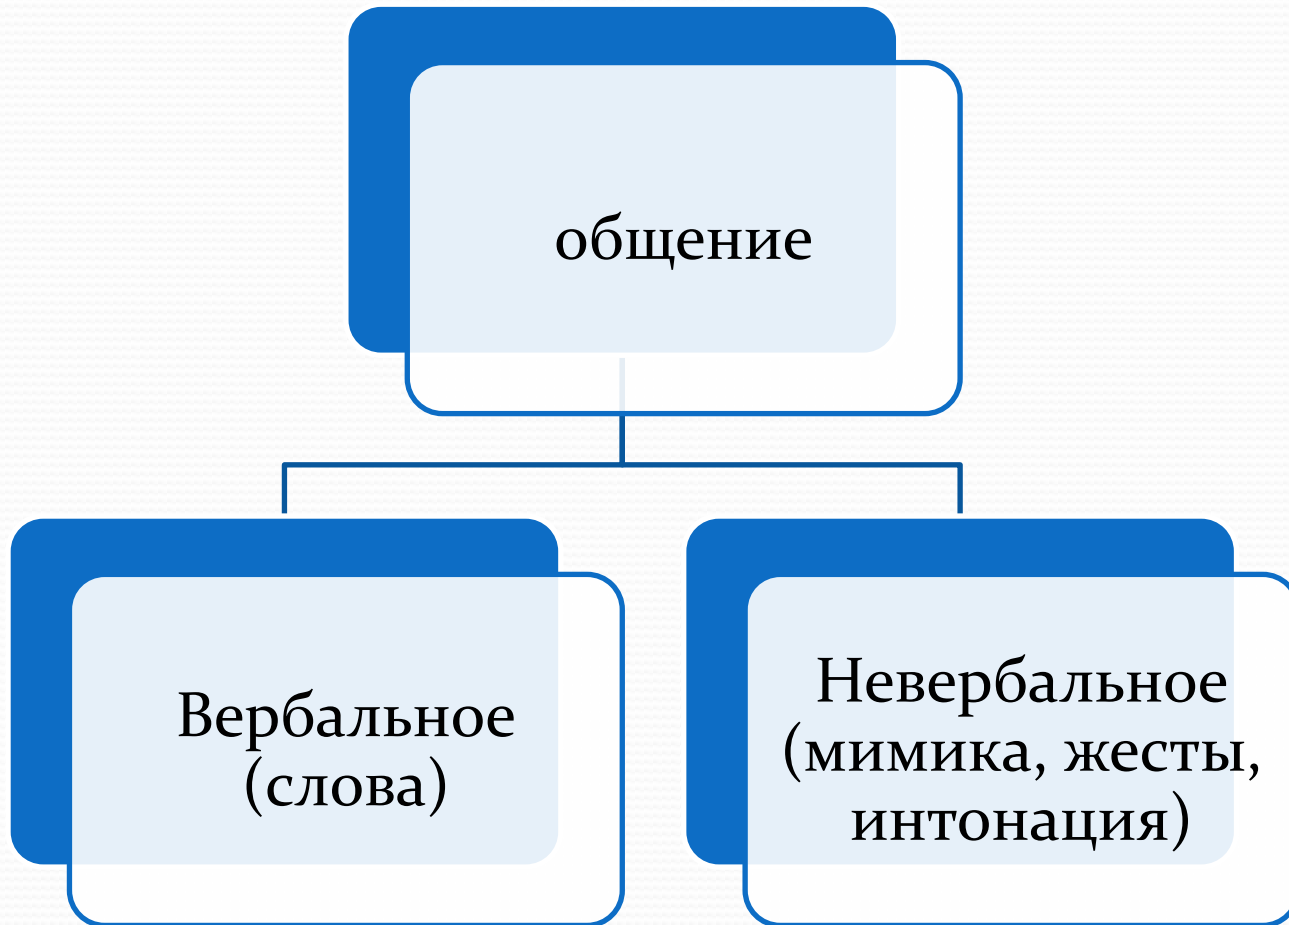 общение
Вербальное
(слова)
Невербальное
(мимика, жесты,
интонация)